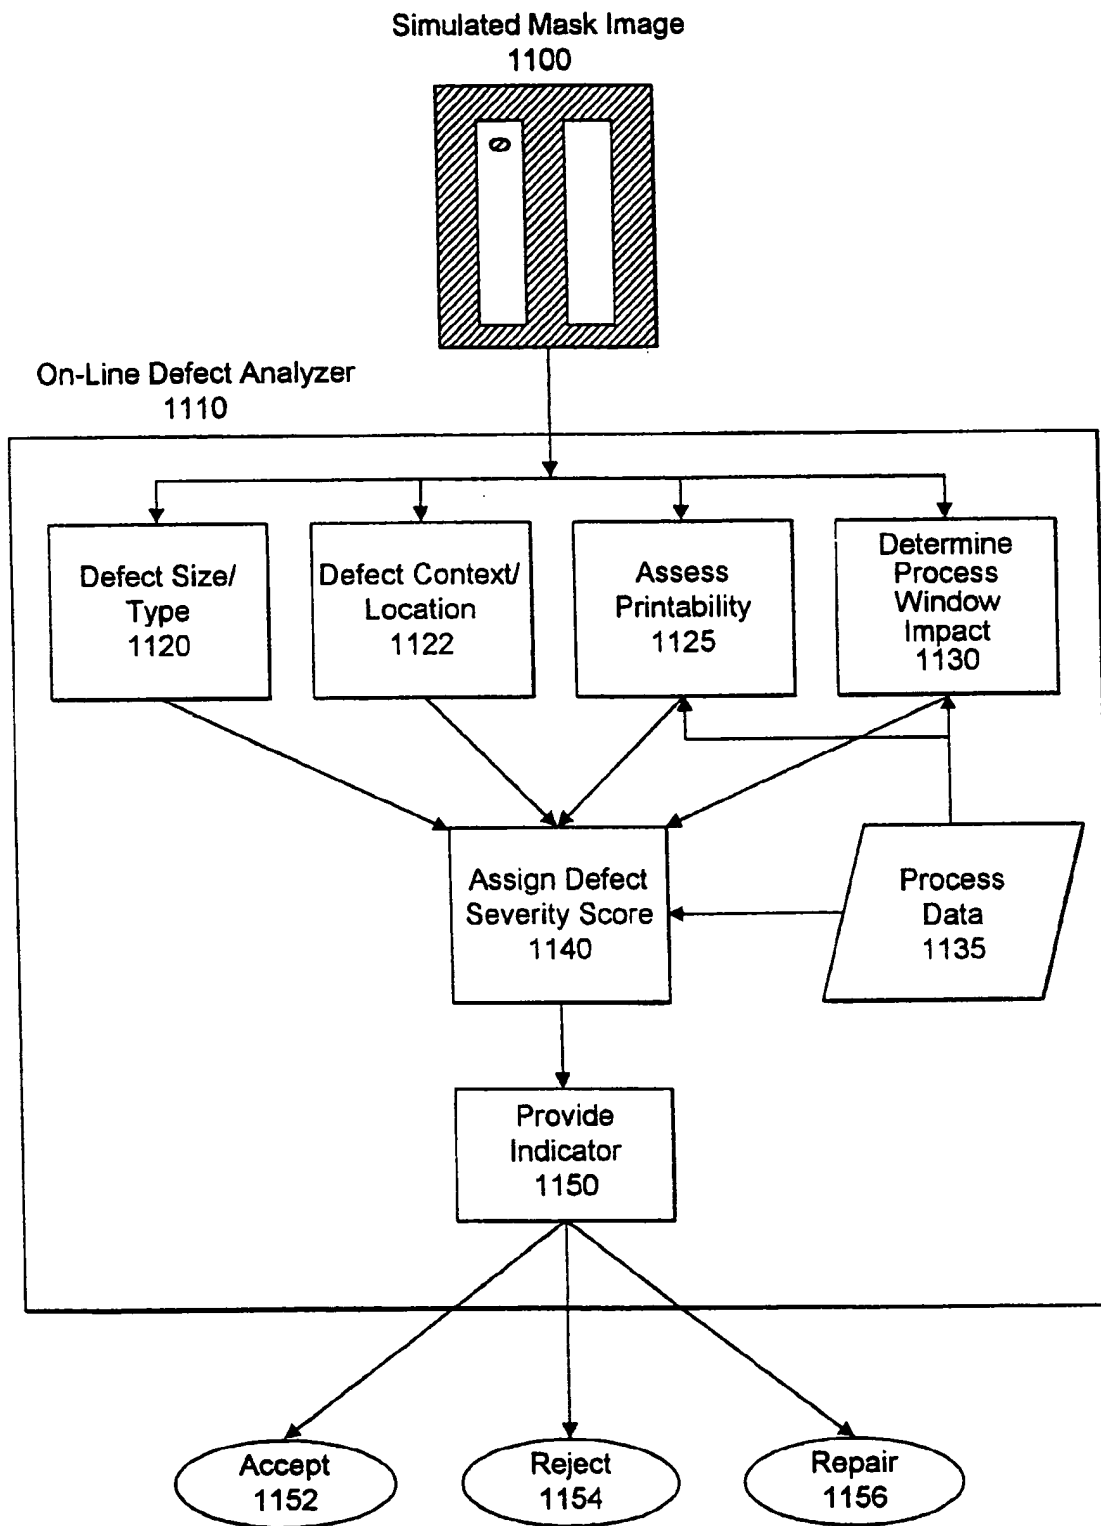 Simulated Mask Image
1100
On-Line Defect Analyzer
1110
Defect Size/
Type
1120
Defect Context/
Location
1122
Assess
Printability
1125
Determine
Process
Window
Impact
1130
Assign Defect
Severity Score
1140
Process
Data
1135
Provide
Indicator
1150
Accept
1152
Reject
1154
Repair
1156